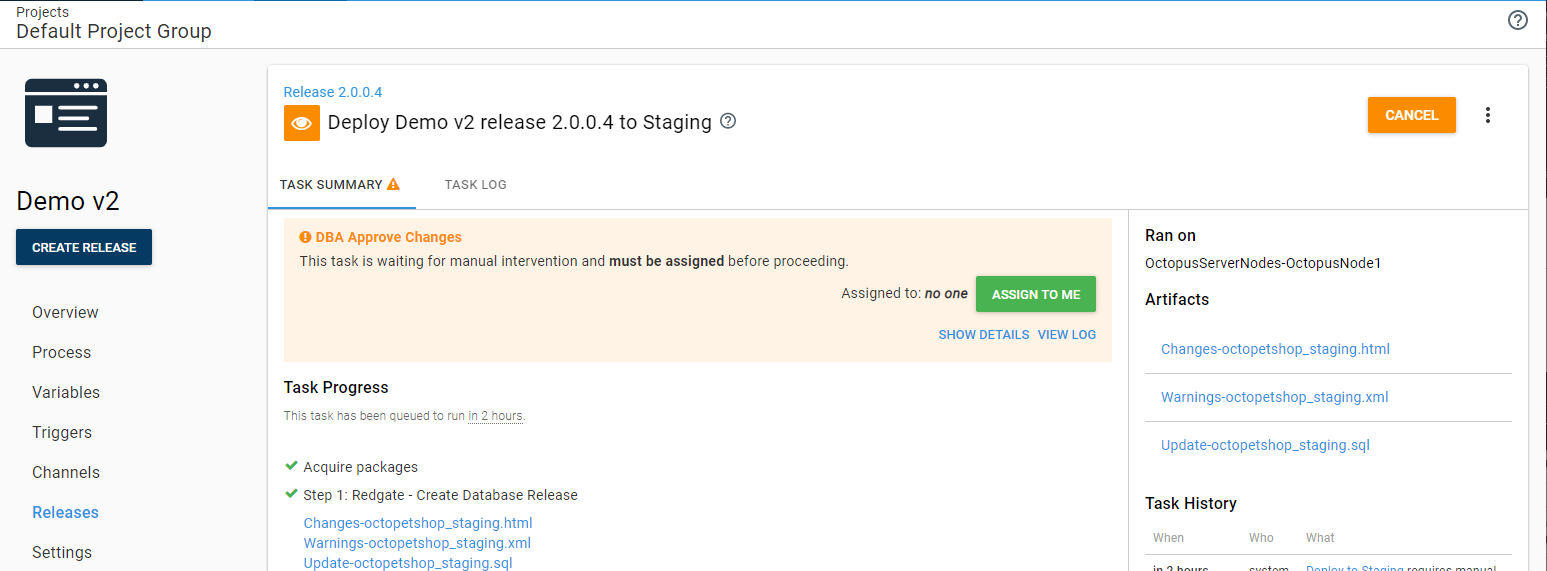 Projects
Default Project Group
Demo v2
CREATE RELEASE
Overview
Process
Variables
Triggers
Channels
Releases
Settings
Release 2.0.0.4
Deploy Demo v2 release 2.0.0.4 to Staging
CANCEL
TASK SUMMARY
TASK LOG
DBA Approve Changes
This task is waiting for manual intervention and must be assigned before proceeding.
Assigned to: no one ASSIGN TO ME
SHOW DETAILS VIEW LOG
Task Progress
This task has been queued to run in 2 hours.
Acquire packages
Step 1: Redgate - Create Database Release
Changes-octopetshop_staging.html
Warnings-octopetshop_staging.xml
Update-octopetshop_staging.sql
Ran on
OctopusServerNodes-OctopusNode1
Artifacts
Changes-octopetshop_staging.html
Warnings-octopetshop_staging.xml
Update-octopetshop_staging.sql
Task History
When Who What
in 2 hours system Deploy to Staging requires manual